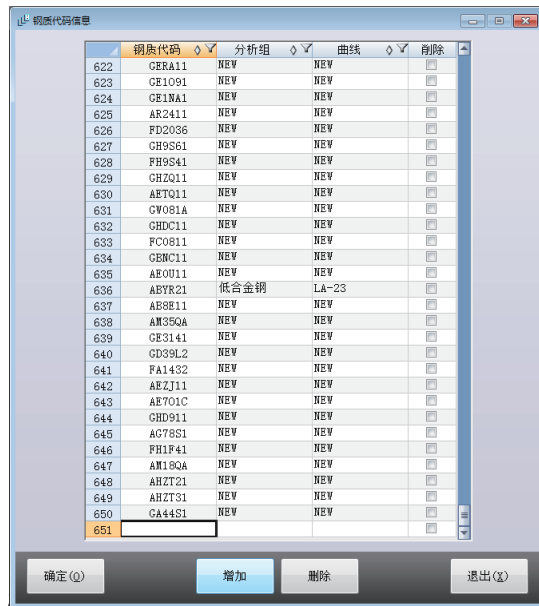 钢质代码信息
钢质代码 分析组 曲线 削除
622 GERA11 NEW NEW
623 GE1091 NEW NEW
624 GE1NA1 NEW NEW
625 AR2411 NEW NEW
626 FD2036 NEW NEW
627 GH9S61 NEW NEW
628 FH9S41 NEW NEW
629 GHZQ11 NEW NEW
630 AETQ11 NEW NEW
631 GW081A NEW NEW
632 GHDC11 NEW NEW
633 FC0811 NEW NEW
634 GBNC11 NEW NEW
635 AE0U11 NEW NEW
636 ABYR21 低合金钢 LA-23
637 AB8E11 NEW NEW
638 AM35QA NEW NEW
639 GE3141 NEW NEW
640 GD39L2 NEW NEW
641 FA1432 NEW NEW
642 AEZJ11 NEW NEW
643 AE701C NEW NEW
644 GHD911 NEW NEW
645 AG78S1 NEW NEW
646 FH1F41 NEW NEW
647 AM18QA NEW NEW
648 AHZT21 NEW NEW
649 AHZT31 NEW NEW
650 GA44S1 NEW NEW
651
确定(O) 增加 删除 退出(X)